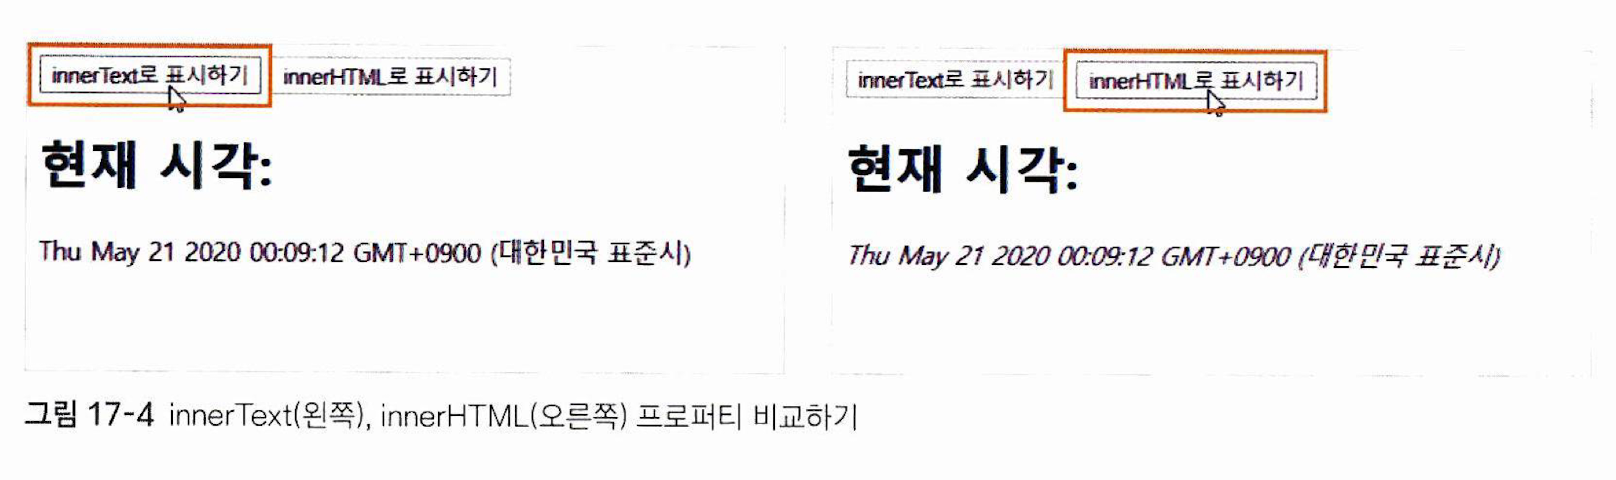 innerText로 표시하기 innerHTML로 표시하기
현재 시각:
Thu May 21 2020 00:09:12 GMT+0900 (대한민국 표준시)
innerText로 표시하기 innerHTML로 표시하기
현재 시각:
Thu May 21 2020 00:09:12 GMT+0900 (대한민국 표준시)
그림 17-4 innerText(왼쪽), innerHTML(오른쪽) 프로퍼티 비교하기